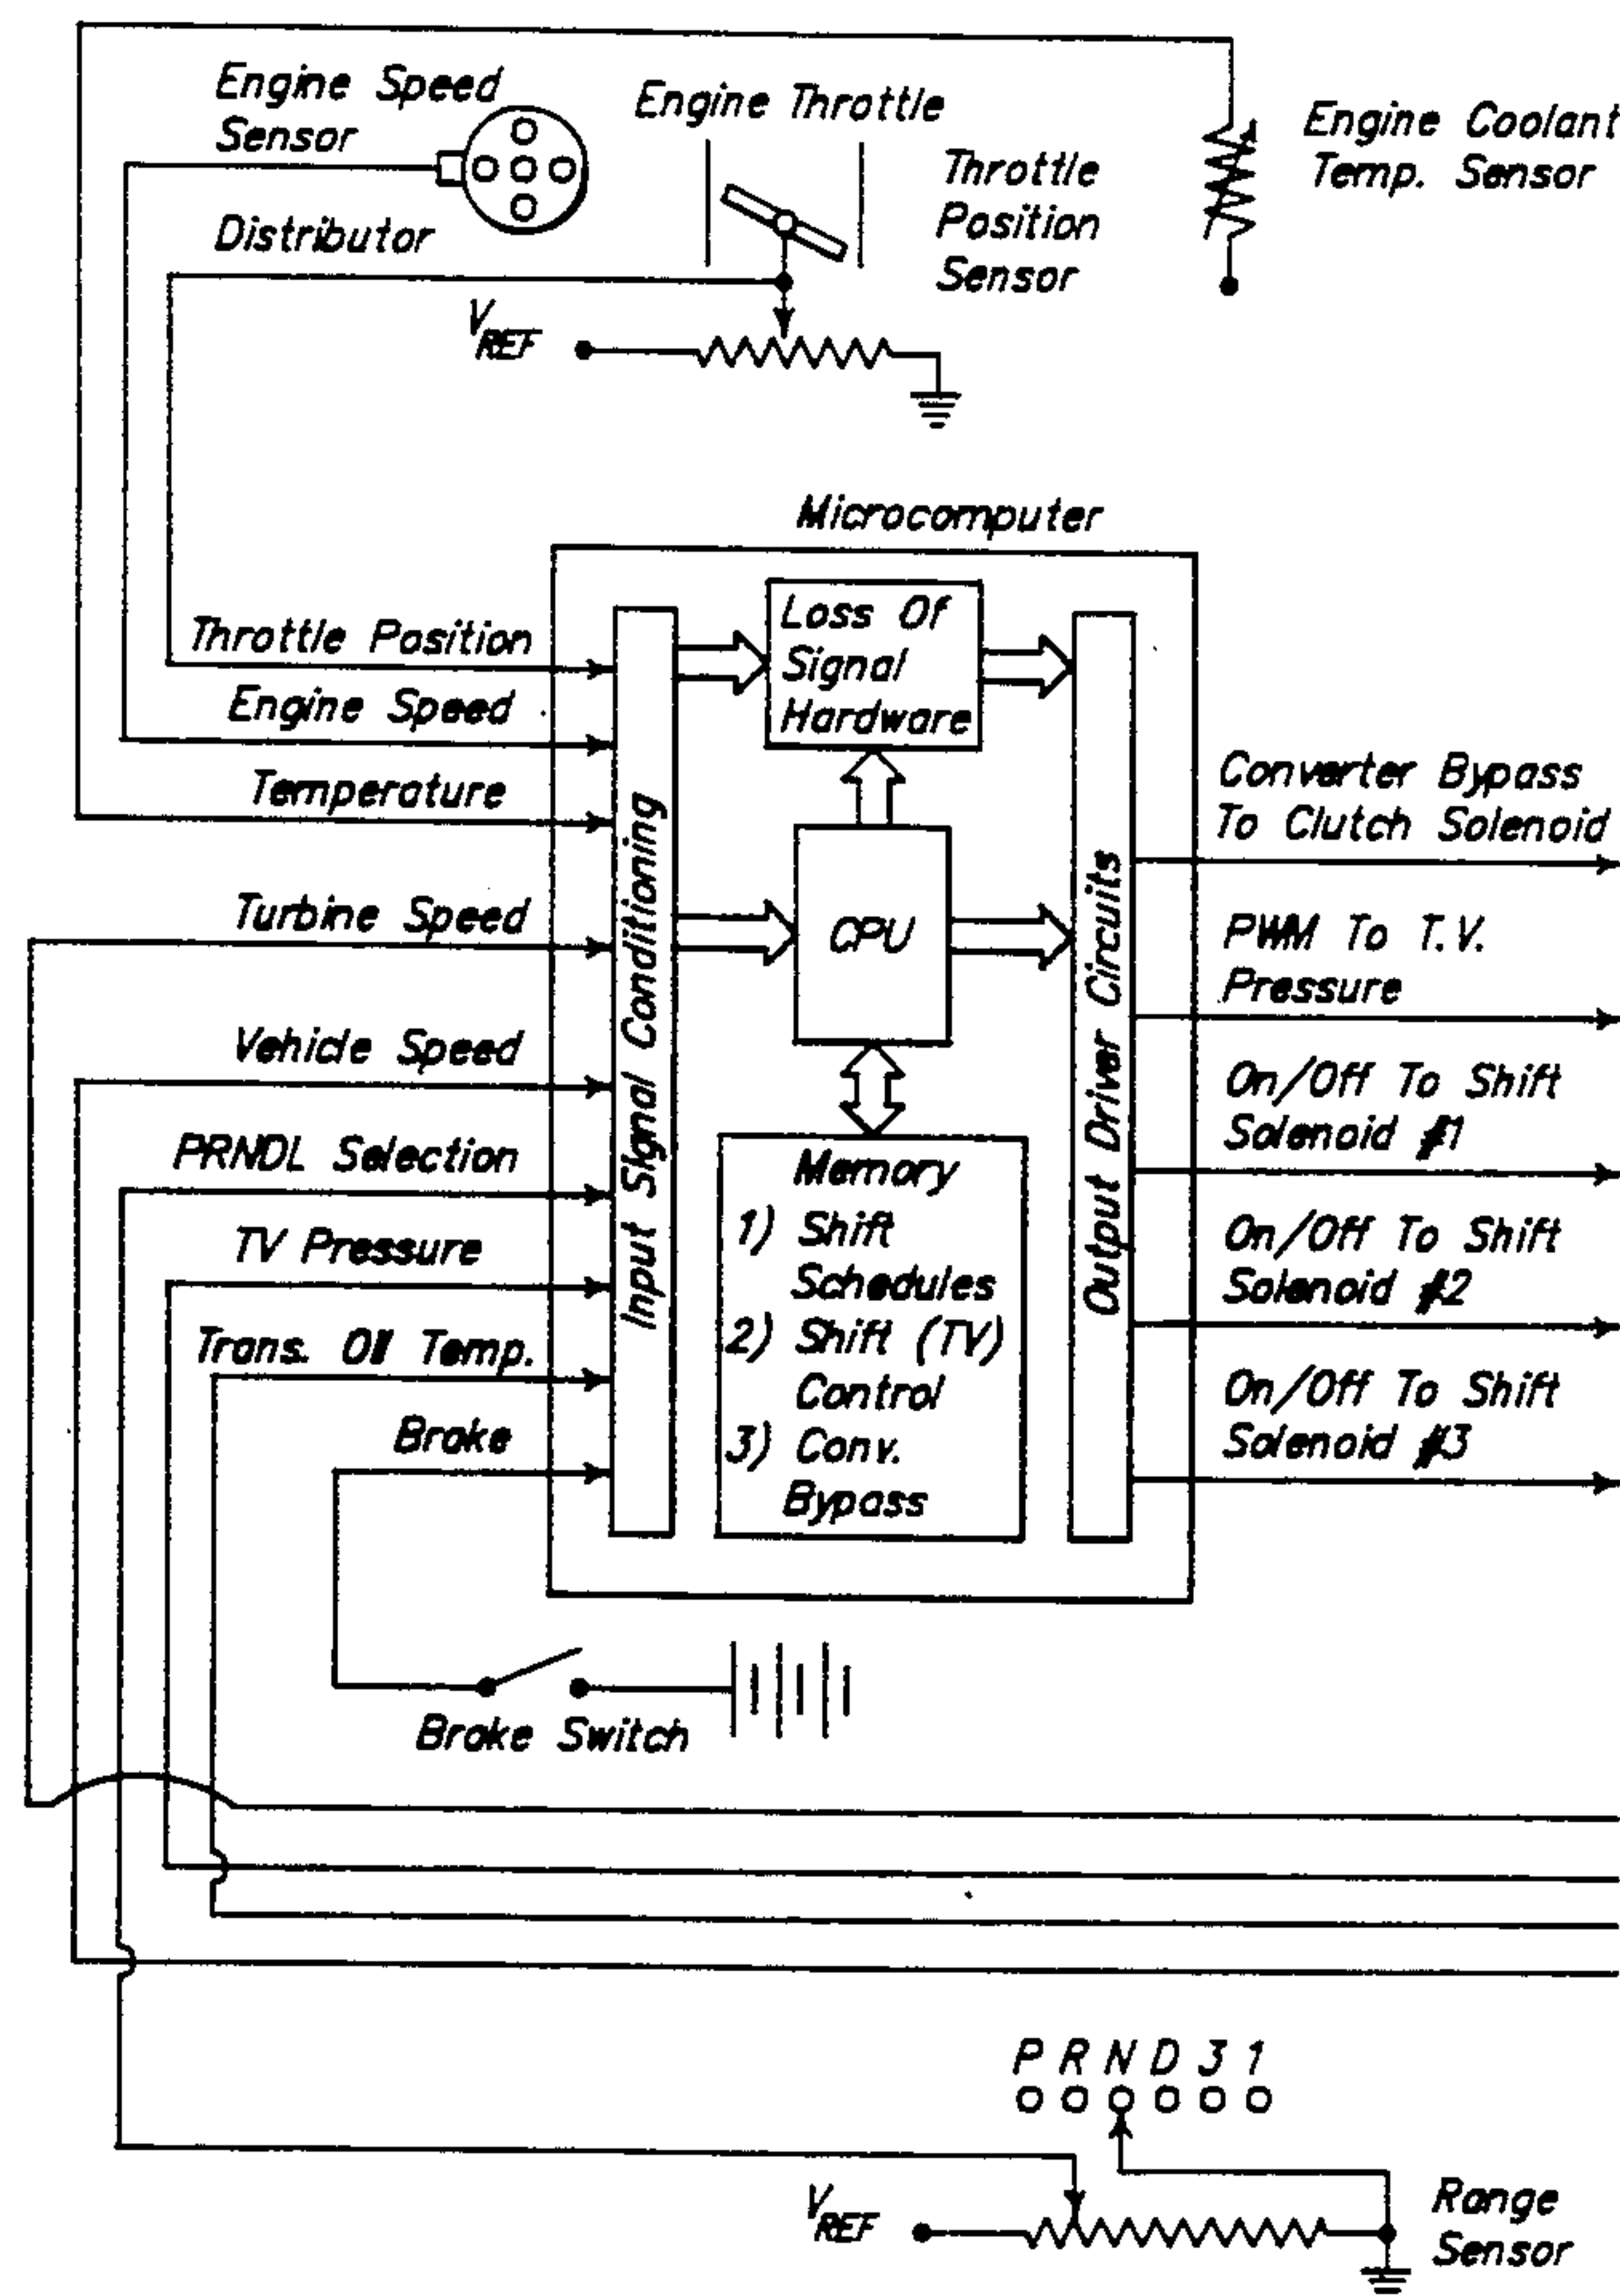 Engine Speed
Sensor
Distributor
Engine Throttle
Throttle
Position
Sensor
Engine Coolant
Temp. Sensor
VREF
Microcomputer
Throttle Position
Engine Speed
Temperature
Turbine Speed
Vehicle Speed
PRNDL Selection
TV Pressure
Trans. Oil Temp.
Brake
Input Signal Conditioning
Loss Of
Signal
Hardware
CPU
Memory
1) Shift
Schedules
2) Shift (TV)
Control
3) Conv.
Bypass
Output Driver Circuits
Converter Bypass
To Clutch Solenoid
PWM To T.V.
Pressure
On/Off To Shift
Solenoid #1
On/Off To Shift
Solenoid #2
On/Off To Shift
Solenoid #3
Brake Switch
P R N D 3 1
VREF
Range
Sensor